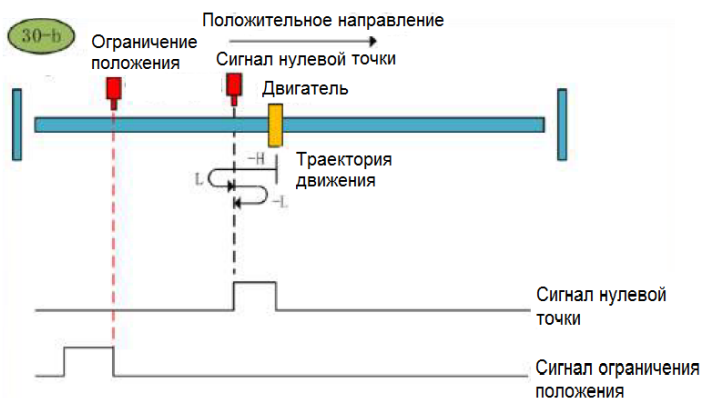 30-b
Положительное направление
Ограничение
положения
Сигнал нулевой точки
Двигатель
-H
L
-L
Траектория
движения
Сигнал нулевой
точки
Сигнал ограничения
положения